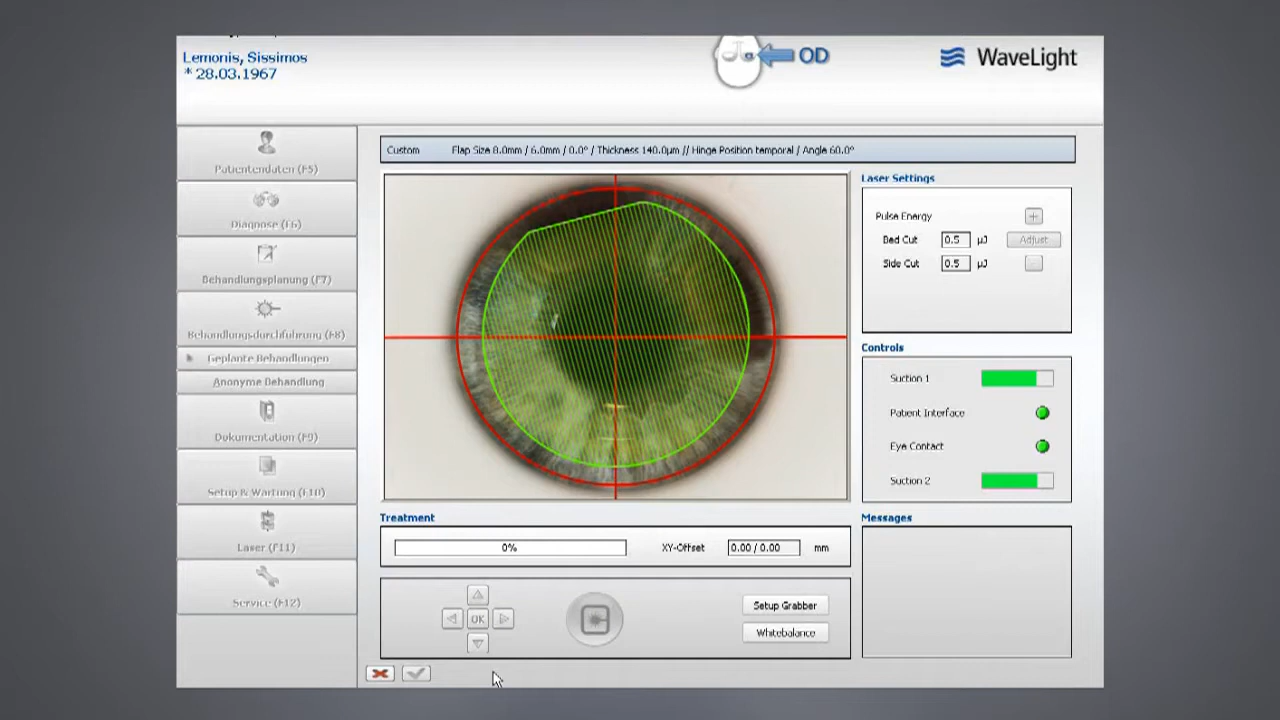 Lemonis, Sissimos
* 28.03.1967
OD
WaveLight
Patientendaten (F5)
Diagnose (F6)
Behandlungsplanung (F7)
Behandlungsdurchführung (F8)
Geplante Behandlungen
Anonyme Behandlung
Dokumentation (F9)
Setup & Wartung (F10)
Laser (F11)
Service (F12)
Custom Flap Size 8.0mm / 6.0mm / 0.0° / Thickness 140.0µm // Hinge Position temporal / Angle 60.0°
Laser Settings
Pulse Energy
Bed Cut 0.5 µJ Adjust
Side Cut 0.5 µJ
Controls
Suction 1
Patient Interface
Eye Contact
Suction 2
Treatment
0% XY-Offset 0.00 / 0.00 mm
OK
Setup Grabber
Whitebalance
Messages